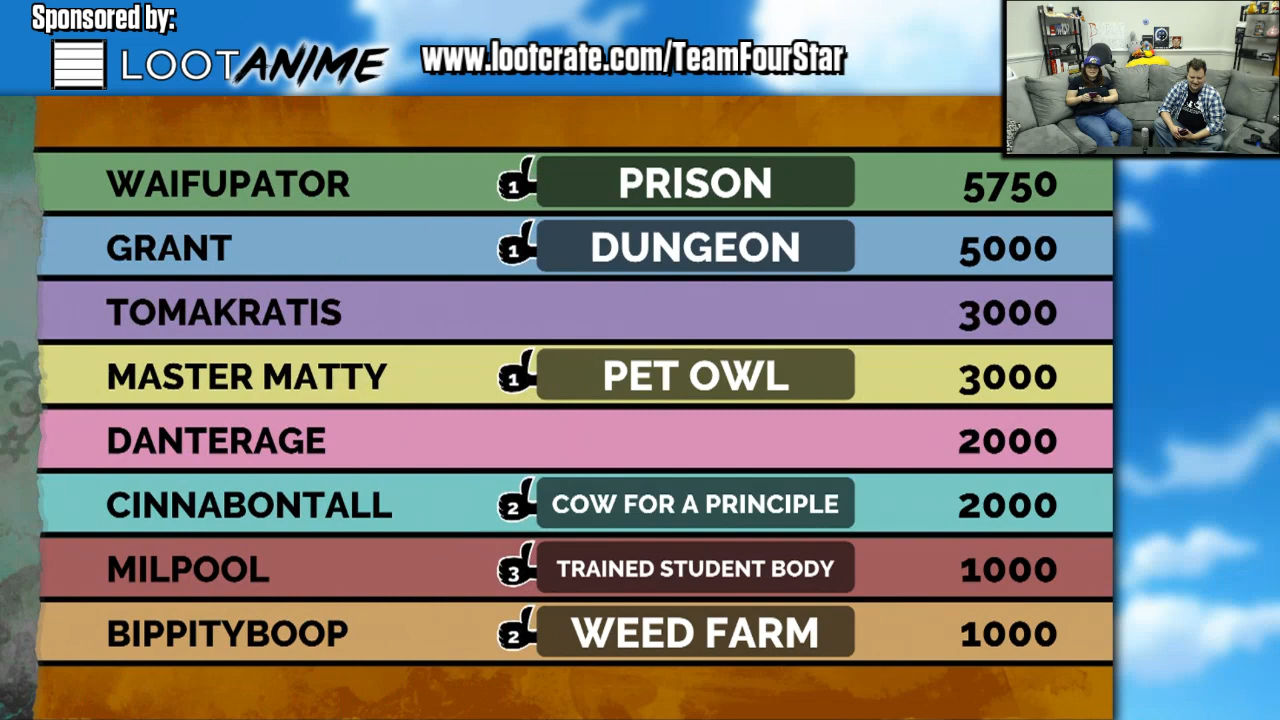 Sponsored by:
LOOTANIME
www.lootcrate.com/TeamFourStar
WAIFUPATOR 1 PRISON 5750
GRANT 1 DUNGEON 5000
TOMAKRATIS 3000
MASTER MATTY 1 PET OWL 3000
DANTERAGE 2000
CINNABONTALL 2 COW FOR A PRINCIPLE 2000
MILPOOL 3 TRAINED STUDENT BODY 1000
BIPPITYBOOP 2 WEED FARM 1000